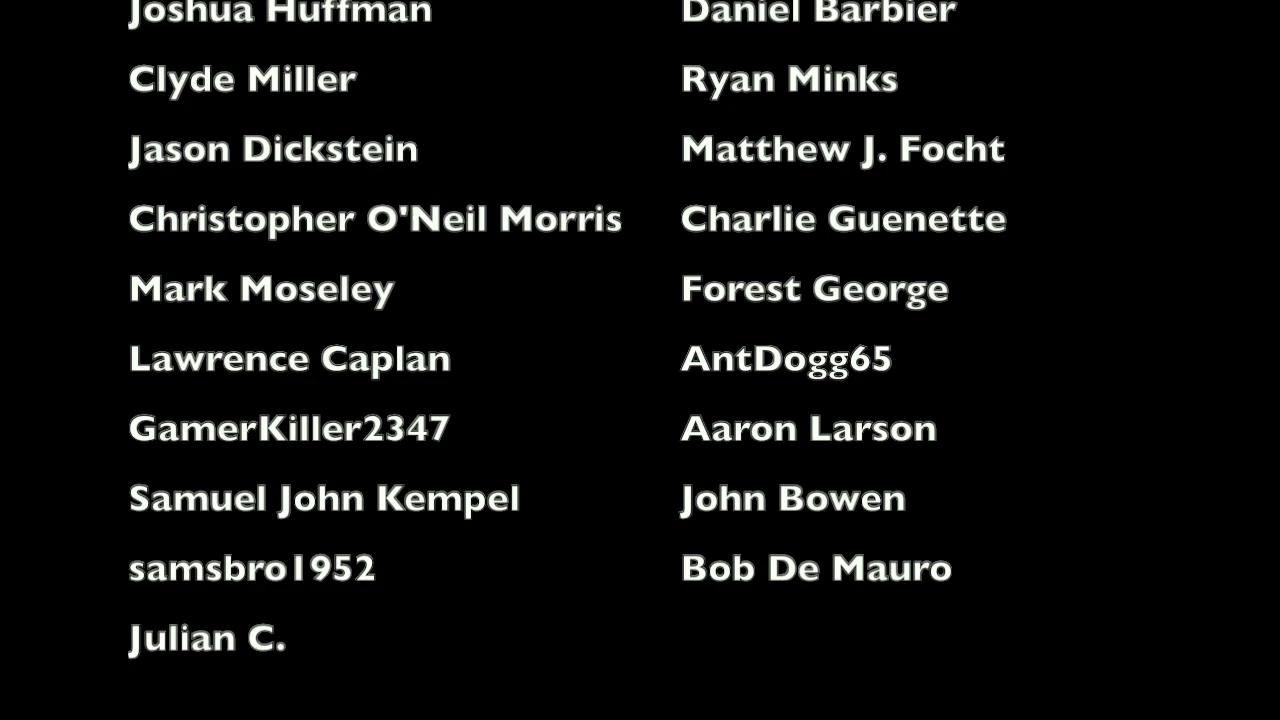 Joshua Huffman
Clyde Miller
Jason Dickstein
Christopher O'Neil Morris
Mark Moseley
Lawrence Caplan
GamerKiller2347
Samuel John Kempel
samsbro1952
Julian C.
Daniel Barbier
Ryan Minks
Matthew J. Focht
Charlie Guenette
Forest George
AntDogg65
Aaron Larson
John Bowen
Bob De Mauro